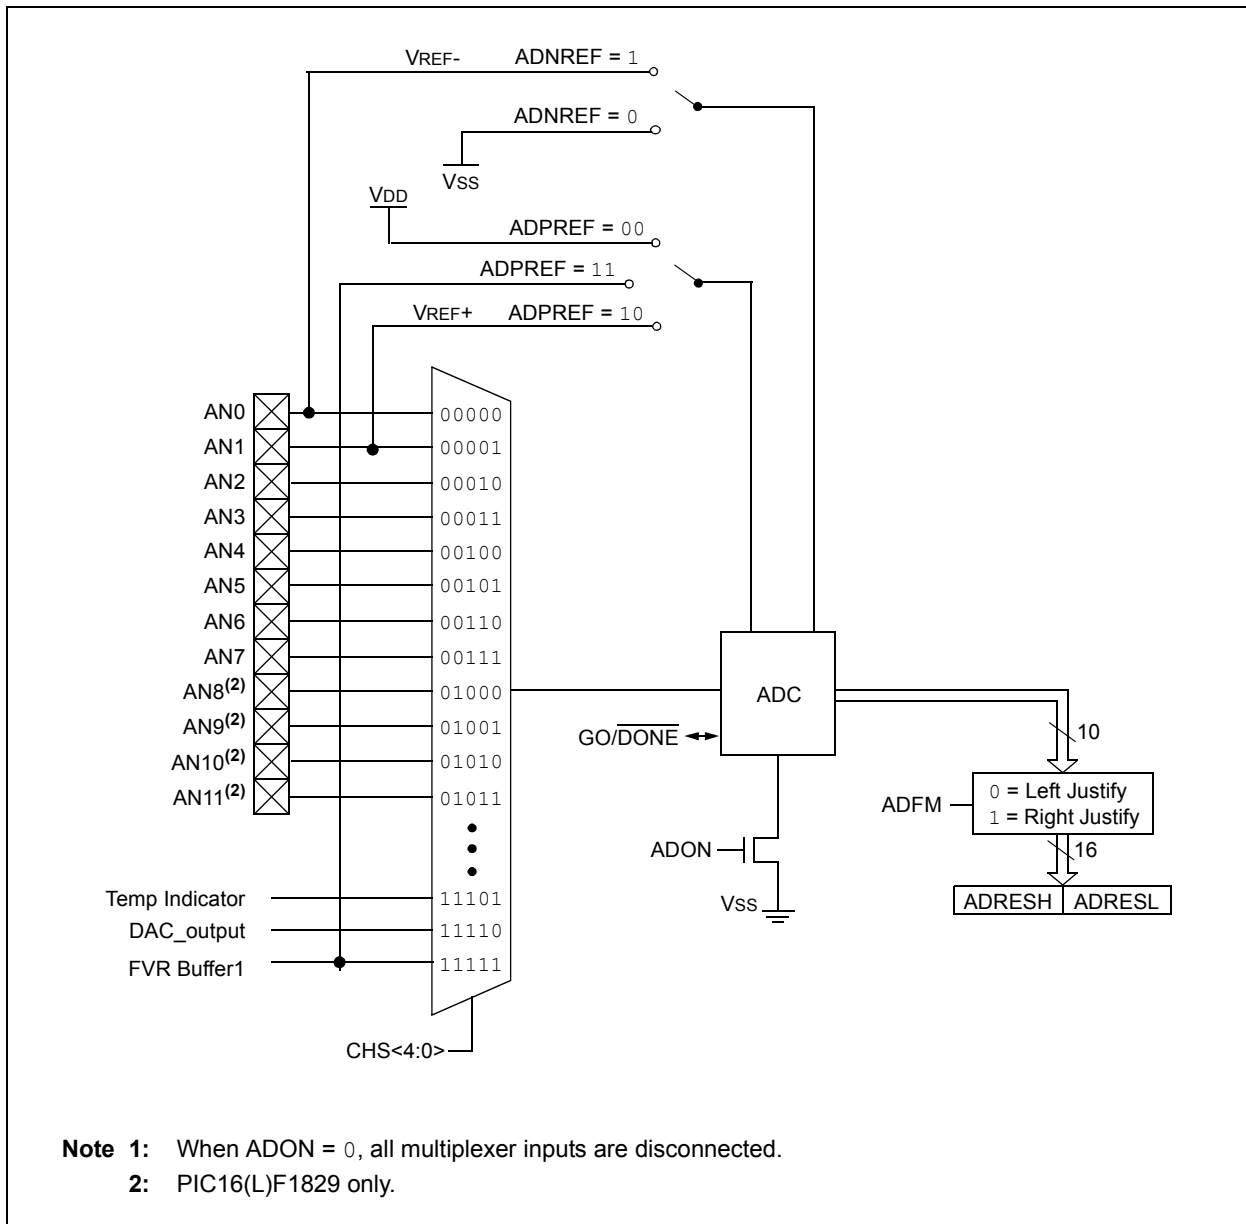 VREF- ADNREF = 1
ADNREF = 0
VSS
VDD
ADPREF = 00
ADPREF = 11
VREF+ ADPREF = 10
AN0 00000
AN1 00001
AN2 00010
AN3 00011
AN4 00100
AN5 00101
AN6 00110
AN7 00111
AN8(2) 01000
ADC
AN9(2) 01001
GO/DONE
10
AN10(2) 01010
AN11(2) 01011
ADFM
0 = Left Justify
1 = Right Justify
ADON
16
Temp Indicator 11101
VSS
ADRESH ADRESL
DAC_output 11110
FVR Buffer1 11111
CHS<4:0>
Note 1: When ADON = 0, all multiplexer inputs are disconnected.
2: PIC16(L)F1829 only.